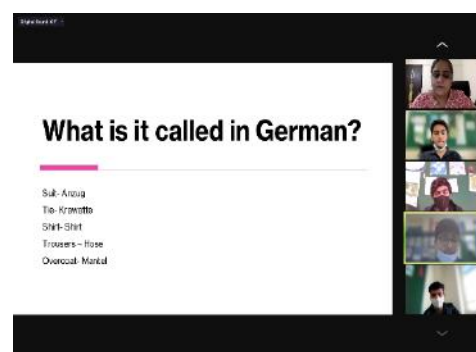 What is it called in German?
Suit- Anzug
Tie- Krawatte
Shirt- Shirt
Trousers – Hose
Overcoat- Mantel